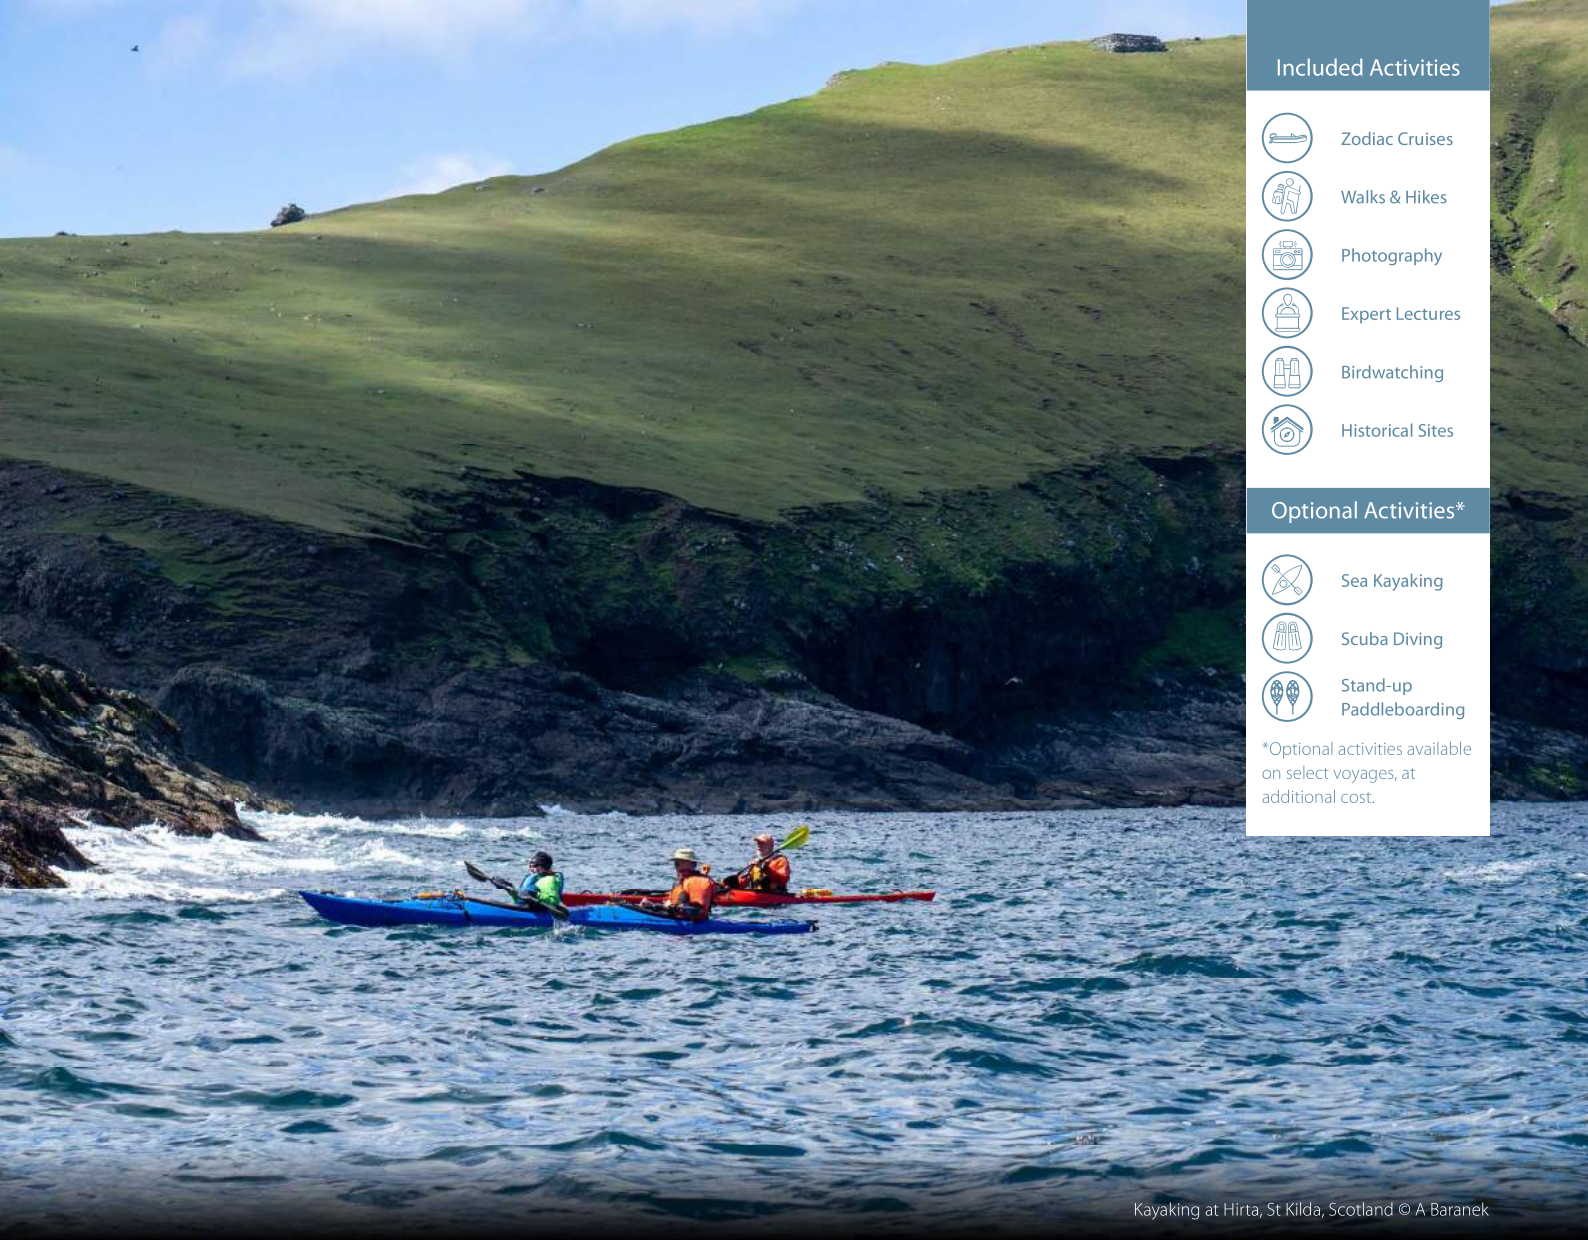 Included Activities
Zodiac Cruises
Walks & Hikes
Photography
Expert Lectures
Birdwatching
Historical Sites
Optional Activities*
Sea Kayaking
Scuba Diving
Stand-up
Paddleboarding
*Optional activities available
on select voyages, at
additional cost.
Kayaking at Hirta, St Kilda, Scotland © A Baranek